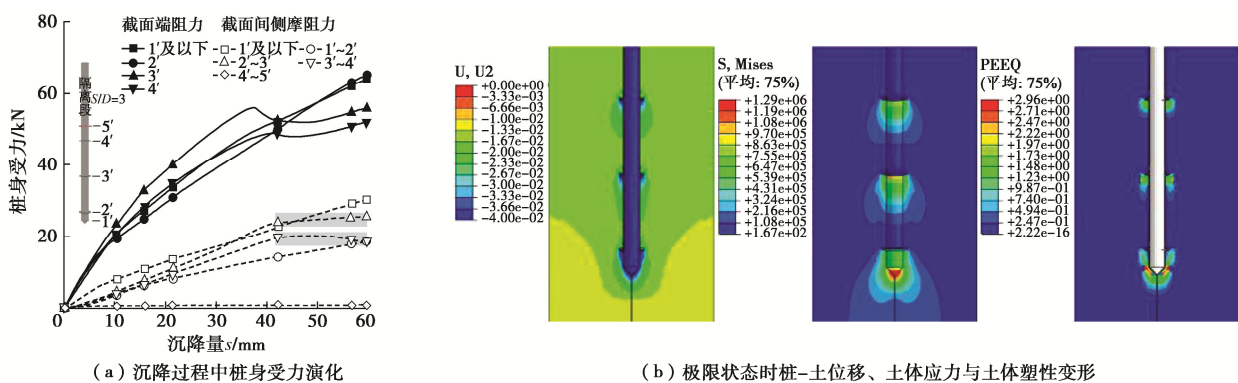 80
60
40
20
0
10
20
30
40
50
60
桩身受力/kN
沉降量s/mm
截面端阻力
截面间侧摩阻力
1′及以下
2′
3′
4′
1′及以下
1′~2′
2′~3′
3′~4′
4′~5′
隔离段
S/D=3
5′
4′
3′
2′
1′
(a)沉降过程中桩身受力演化
U, U2
+0.00e+00
-3.33e-03
-6.66e-03
-1.00e-02
-1.33e-02
-1.67e-02
-2.00e-02
-2.33e-02
-2.67e-02
-3.00e-02
-3.33e-02
-3.66e-02
-4.00e-02
S, Mises
(平均: 75%)
+1.29e+06
+1.19e+06
+1.08e+06
+9.70e+05
+8.63e+05
+7.55e+05
+6.47e+05
+5.39e+05
+4.31e+05
+3.24e+05
+2.16e+05
+1.08e+05
+1.67e+02
PEEQ
(平均: 75%)
+2.96e+00
+2.71e+00
+2.47e+00
+2.22e+00
+1.97e+00
+1.73e+00
+1.48e+00
+1.23e+00
+9.87e-01
+7.40e-01
+4.94e-01
+2.47e-01
+2.22e-16
(b)极限状态时桩-土位移、土体应力与土体塑性变形